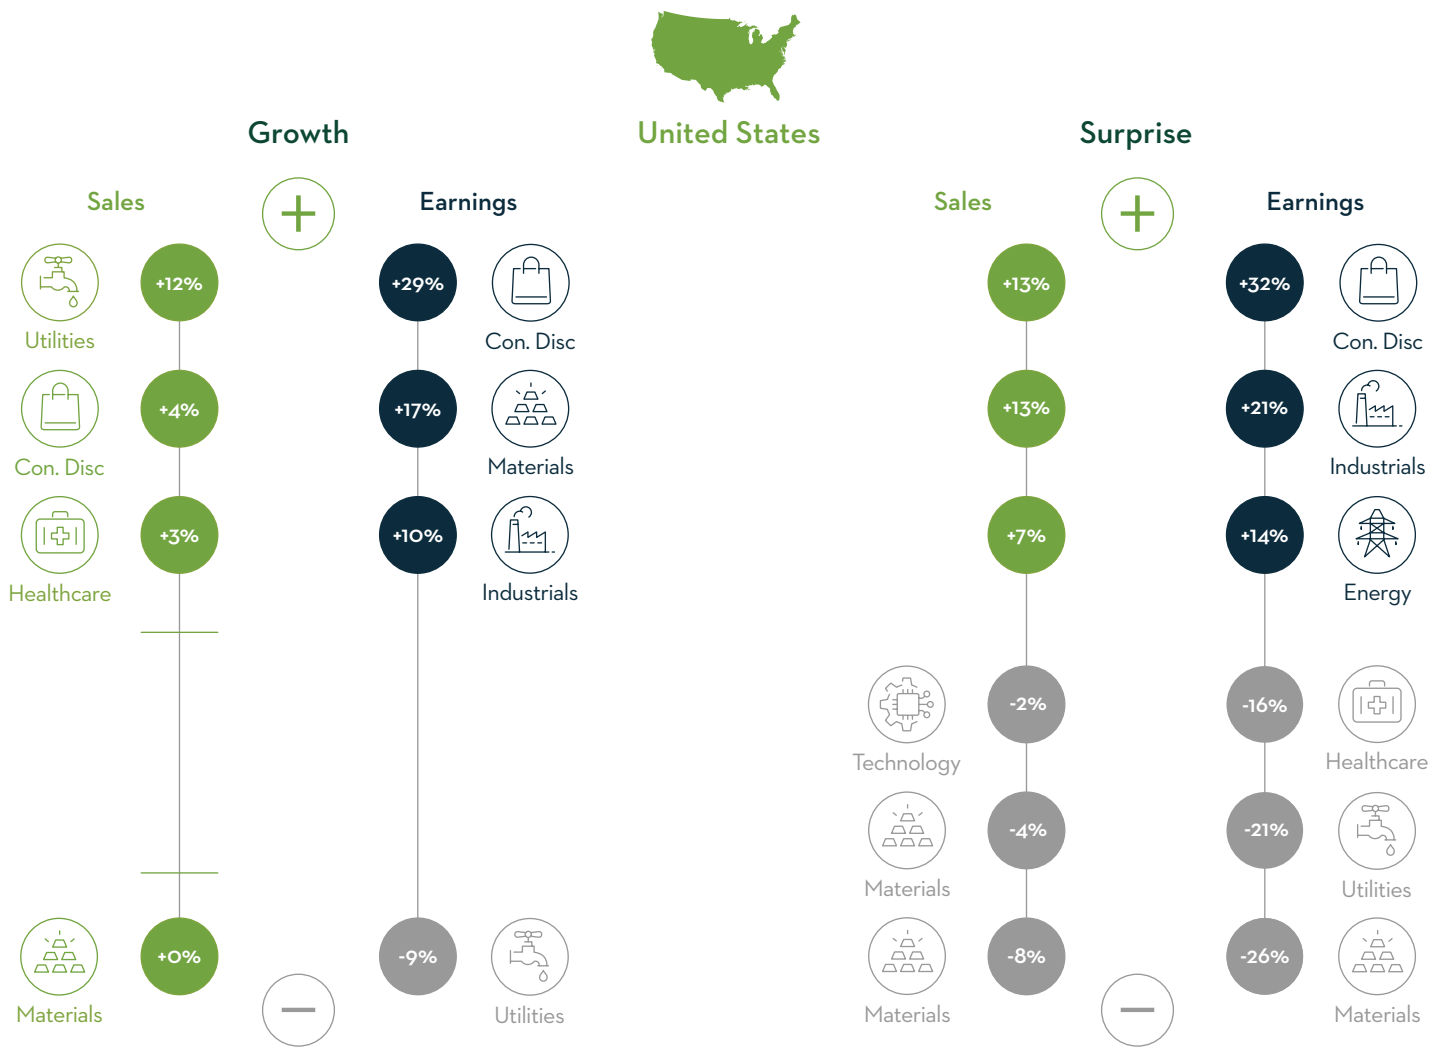 United States
Growth
Sales
Earnings
+12%
Utilities
+4%
Con. Disc
+3%
Healthcare
+0%
Materials
+29%
Con. Disc
+17%
Materials
+10%
Industrials
-9%
Utilities
Surprise
Sales
Earnings
+13%
+13%
+7%
-2%
Technology
-4%
Materials
-8%
Materials
+32%
Con. Disc
+21%
Industrials
+14%
Energy
-16%
Healthcare
-21%
Utilities
-26%
Materials